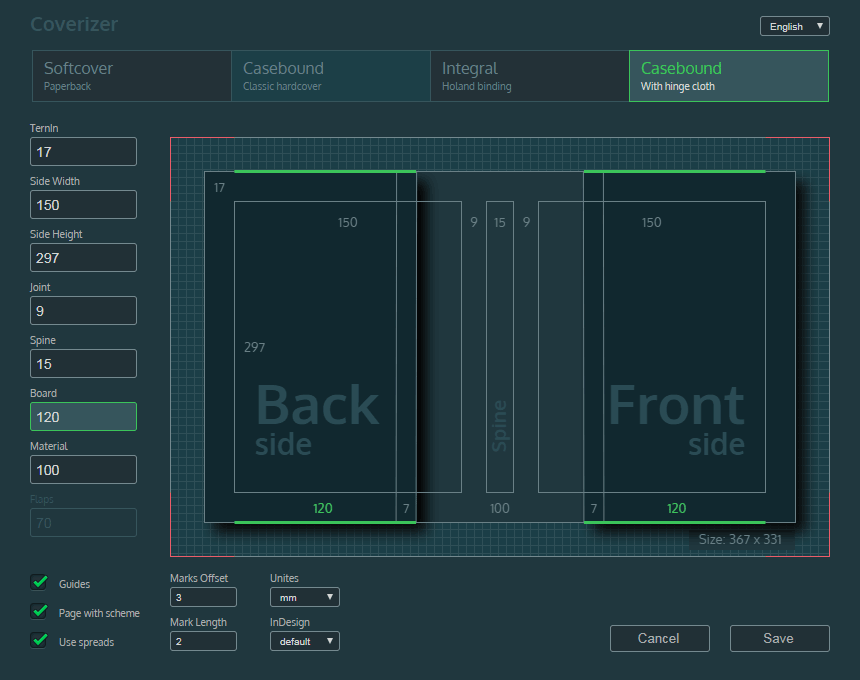 Coverizer
English
Softcover
Paperback
Casebound
Classic hardcover
Integral
Holand binding
Casebound
With hinge cloth
TernIn
17
Side Width
150
Side Height
297
Joint
9
Spine
15
Board
120
Material
100
Flaps
70
17
150
9
15
9
150
297
Back
side
Spine
Front
side
120
7
100
7
120
Size: 367 x 331
Guides
Page with scheme
Use spreads
Marks Offset
3
Mark Length
2
Unites
mm
InDesign
default
Cancel
Save